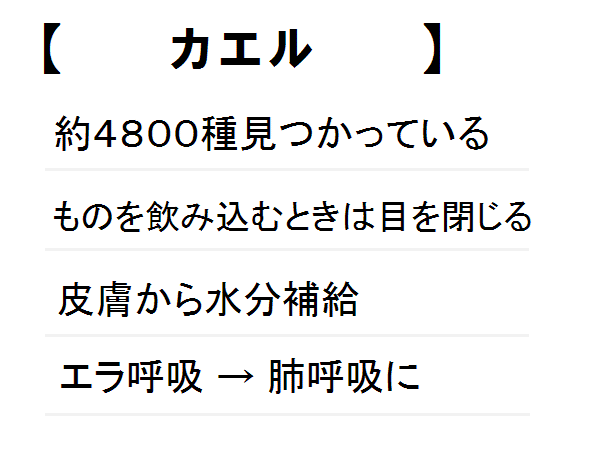 【 カエル 】
約4800種見つかっている
ものを飲み込むときは目を閉じる
皮膚から水分補給
エラ呼吸 → 肺呼吸に